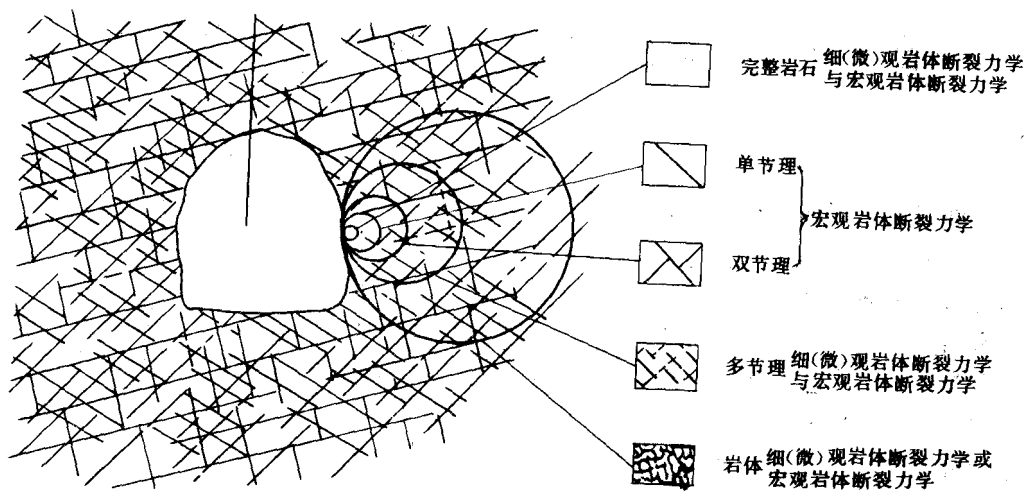 完整岩石 细(微)观岩体断裂力学
与宏观岩体断裂力学
单节理
宏观岩体断裂力学
双节理
多节理 细(微)观岩体断裂力学
与宏观岩体断裂力学
岩体 细(微)观岩体断裂力学或
宏观岩体断裂力学